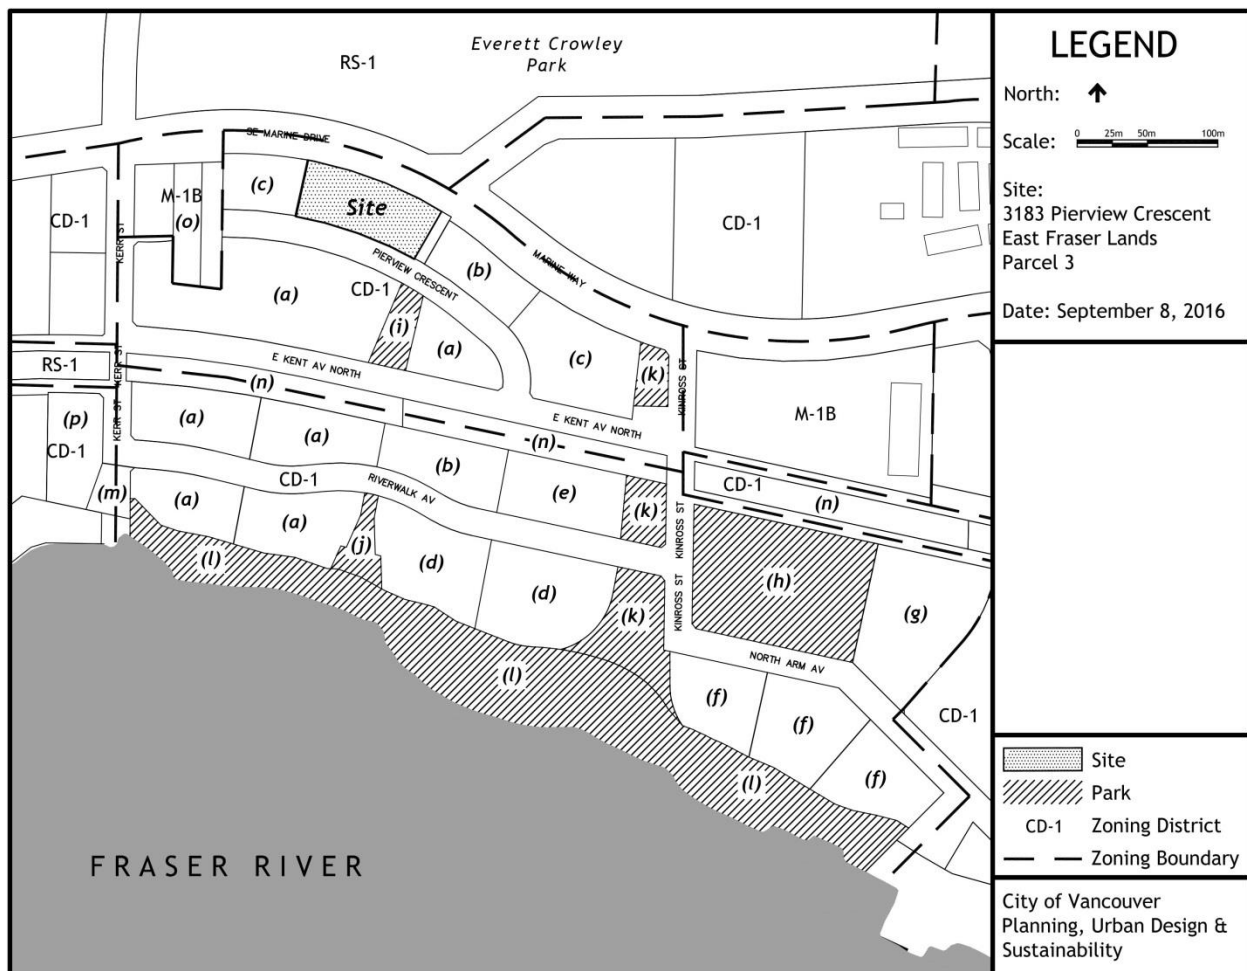 Everett Crowley
Park
RS-1
SE MARINE DRIVE
CD-1
M-1B
(o)
(c)
Site
KERR ST
PIERVIEW CRESCENT
(b)
MARINE WAY
CD-1
(a)
CD-1
(i)
(a)
(c)
(k)
KINROSS ST
RS-1
KERR ST
E KENT AV NORTH
(n)
M-1B
(p)
CD-1
KERR ST
(a)
(a)
E KENT AV NORTH
(n)
(b)
CD-1
RIVERWALK AV
(e)
(k)
KINROSS ST
CD-1
(n)
(m)
(a)
(a)
(j)
(l)
(d)
(d)
(k)
KINROSS ST
(h)
(g)
NORTH ARM AV
(l)
(f)
(f)
(f)
CD-1
(l)
FRASER RIVER
LEGEND
North:
Scale:
0 25m 50m 100m
Site:
3183 Pierview Crescent
East Fraser Lands
Parcel 3
Date: September 8, 2016
Site
Park
CD-1 Zoning District
Zoning Boundary
City of Vancouver
Planning, Urban Design &
Sustainability